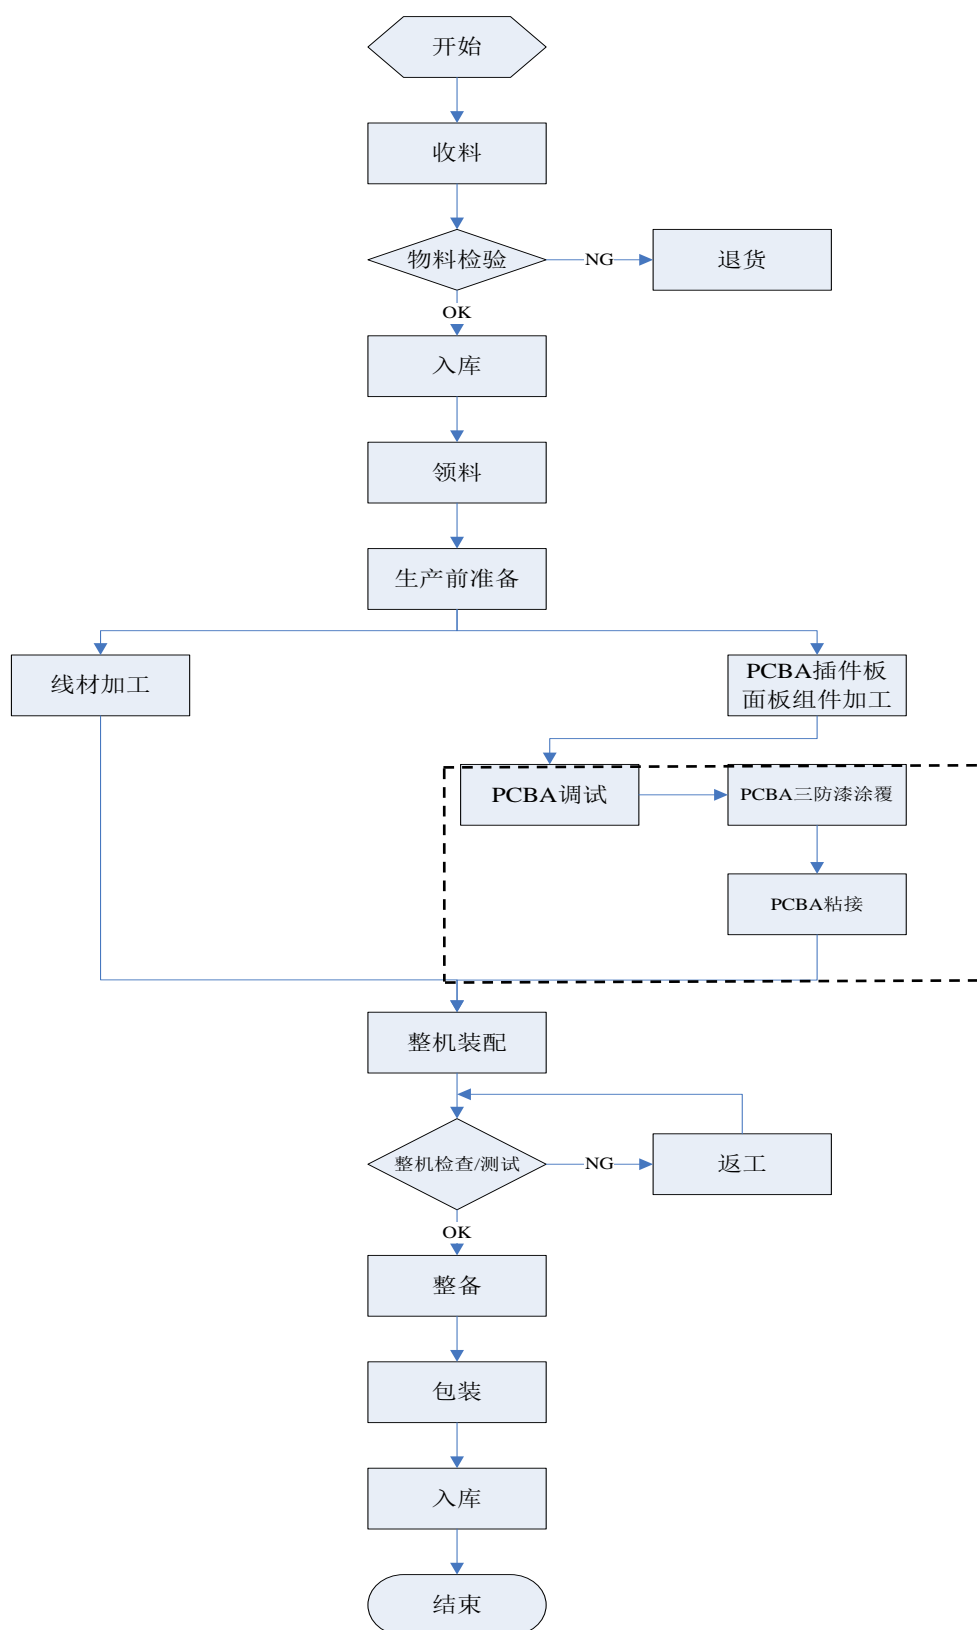 开始
收料
物料检验
NG
退货
OK
入库
领料
生产前准备
线材加工
PCBA插件板
面板组件加工
PCBA调试
PCBA三防漆涂覆
PCBA粘接
整机装配
整机检查/测试
NG
返工
OK
整备
包装
入库
结束